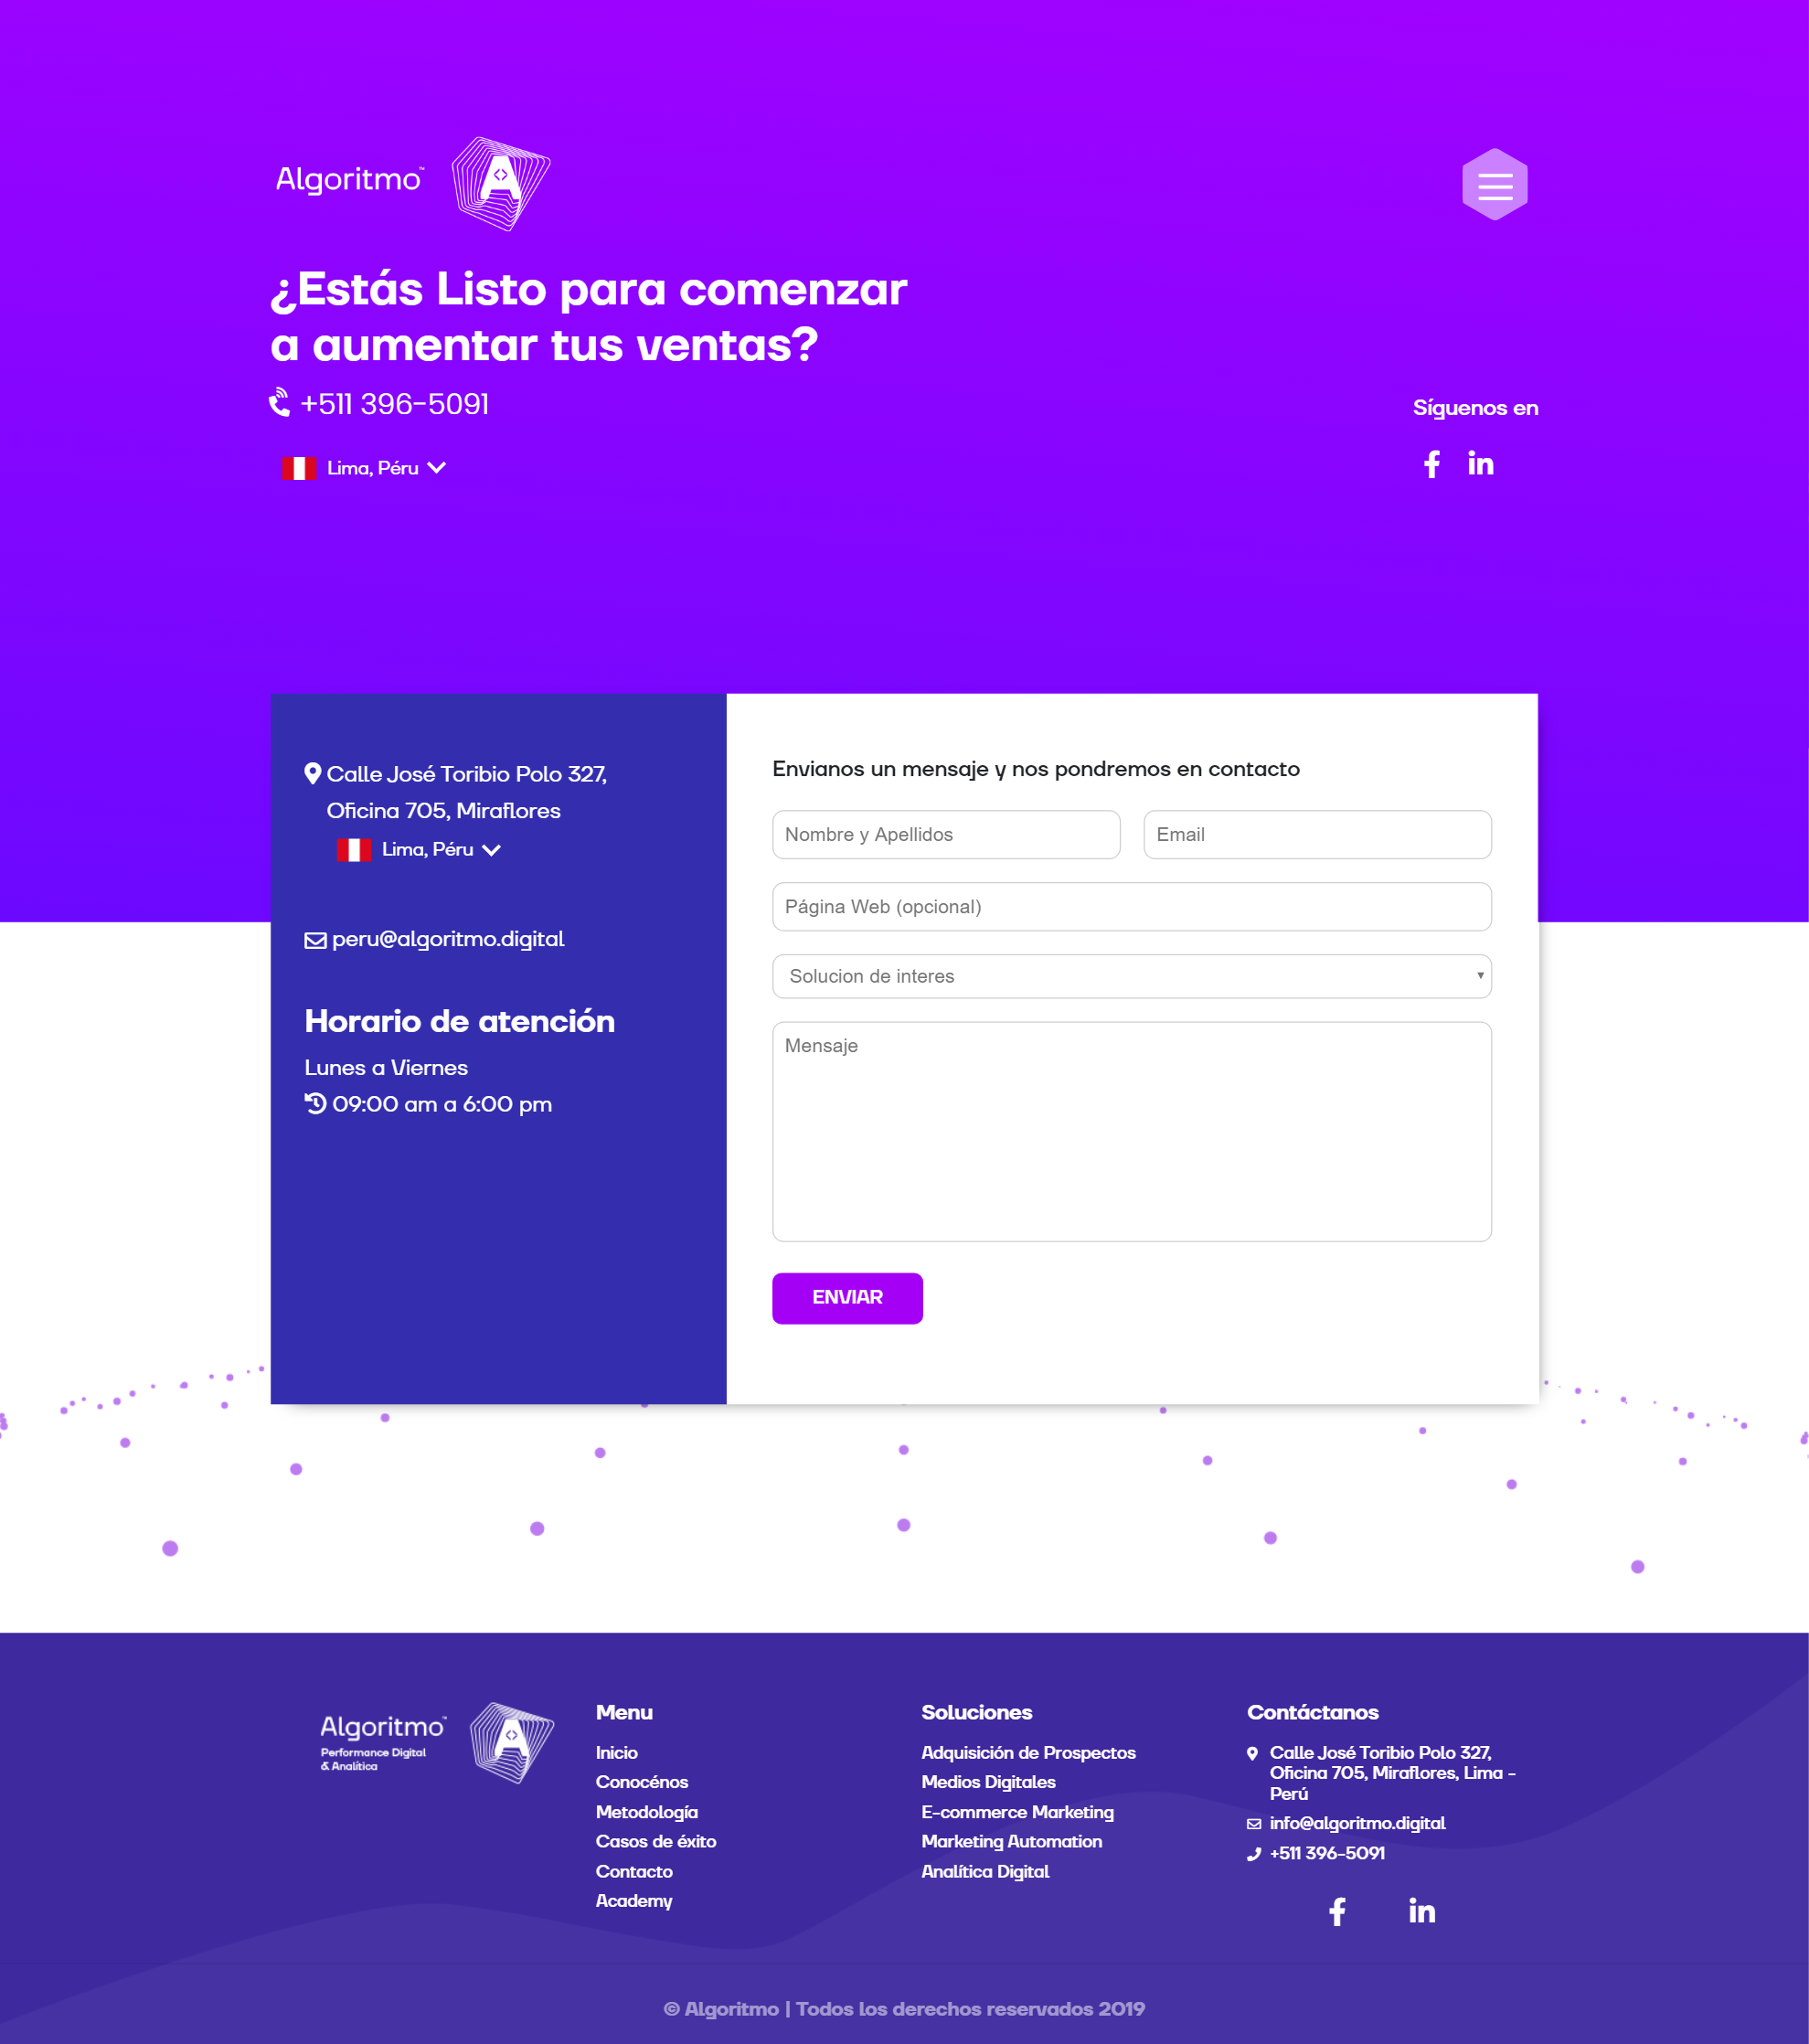 Algoritmo™
A
¿Estás Listo para comenzar
a aumentar tus ventas?
+511 396-5091
Síguenos en
Lima, Péru
Calle José Toribio Polo 327,
Oficina 705, Miraflores
Lima, Péru
peru@algoritmo.digital
Horario de atención
Lunes a Viernes
09:00 am a 6:00 pm
Envianos un mensaje y nos pondremos en contacto
Nombre y Apellidos
Email
Página Web (opcional)
Solucion de interes
Mensaje
ENVIAR
Algoritmo™
Performance Digital
& Analítica
A
Menu
Inicio
Conocénos
Metodología
Casos de éxito
Contacto
Academy
Soluciones
Adquisición de Prospectos
Medios Digitales
E-commerce Marketing
Marketing Automation
Analítica Digital
Contáctanos
Calle José Toribio Polo 327,
Oficina 705, Miraflores, Lima -
Perú
info@algoritmo.digital
+511 396-5091
© Algoritmo | Todos los derechos reservados 2019